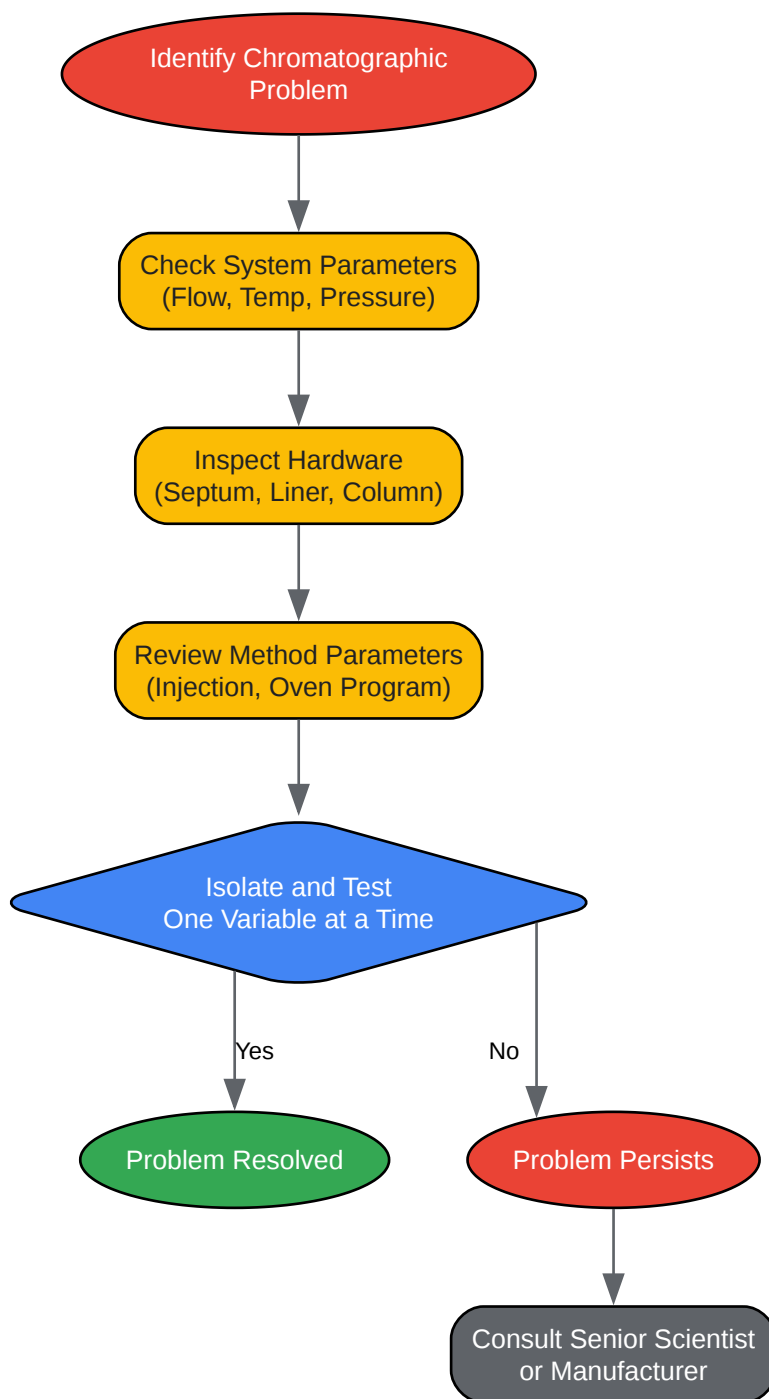 Identify Chromatographic
Problem
Check System Parameters
(Flow, Temp, Pressure)
Inspect Hardware
(Septum, Liner, Column)
Review Method Parameters
(Injection, Oven Program)
Isolate and Test
One Variable at a Time
Yes
No
Problem Resolved
Problem Persists
Consult Senior Scientist
or Manufacturer